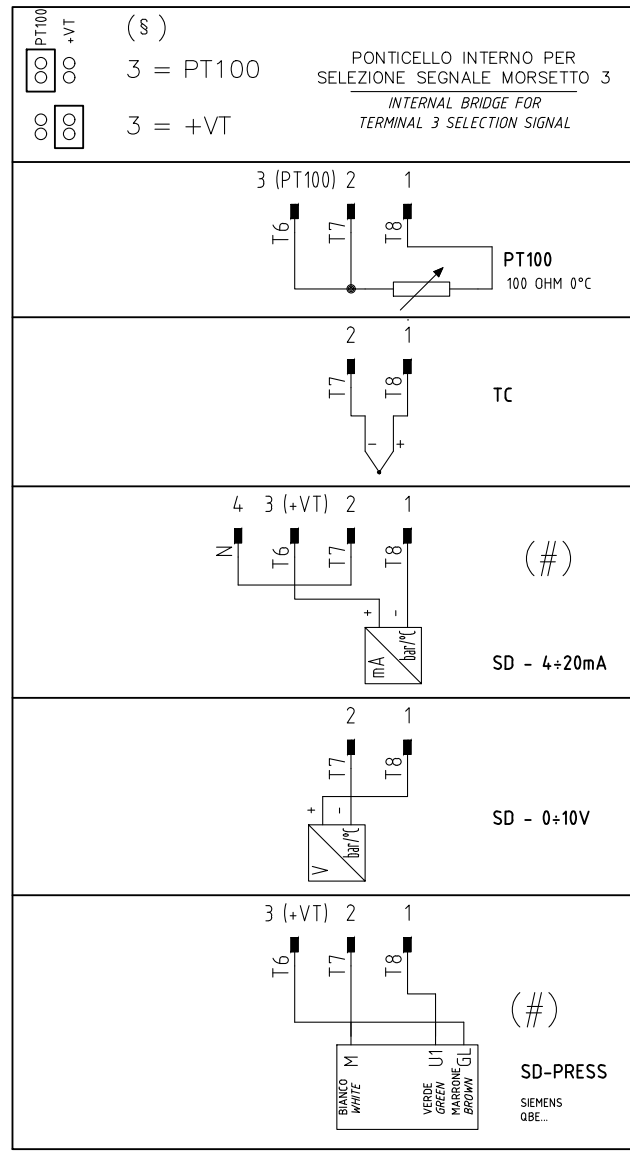 PT100
+VT
(§)
3 = PT100
3 = +VT
PONTICELLO INTERNO PER
SELEZIONE SEGNALE MORSETTO 3
INTERNAL BRIDGE FOR
TERMINAL 3 SELECTION SIGNAL
3 (PT100) 2 1
T6 T7 T8
PT100
100 OHM 0°C
2 1
T7 T8
TC
- +
4 3 (+VT) 2 1
N T6 T7 T8
(#)
+ -
mA bar/°C
SD - 4÷20mA
2 1
T7 T8
+ -
V bar/°C
SD - 0÷10V
3 (+VT) 2 1
T6 T7 T8
(#)
M U1 GL
BIANCO
WHITE
VERDE
GREEN
MARRONE
BROWN
SD-PRESS
SIEMENS
QBE...